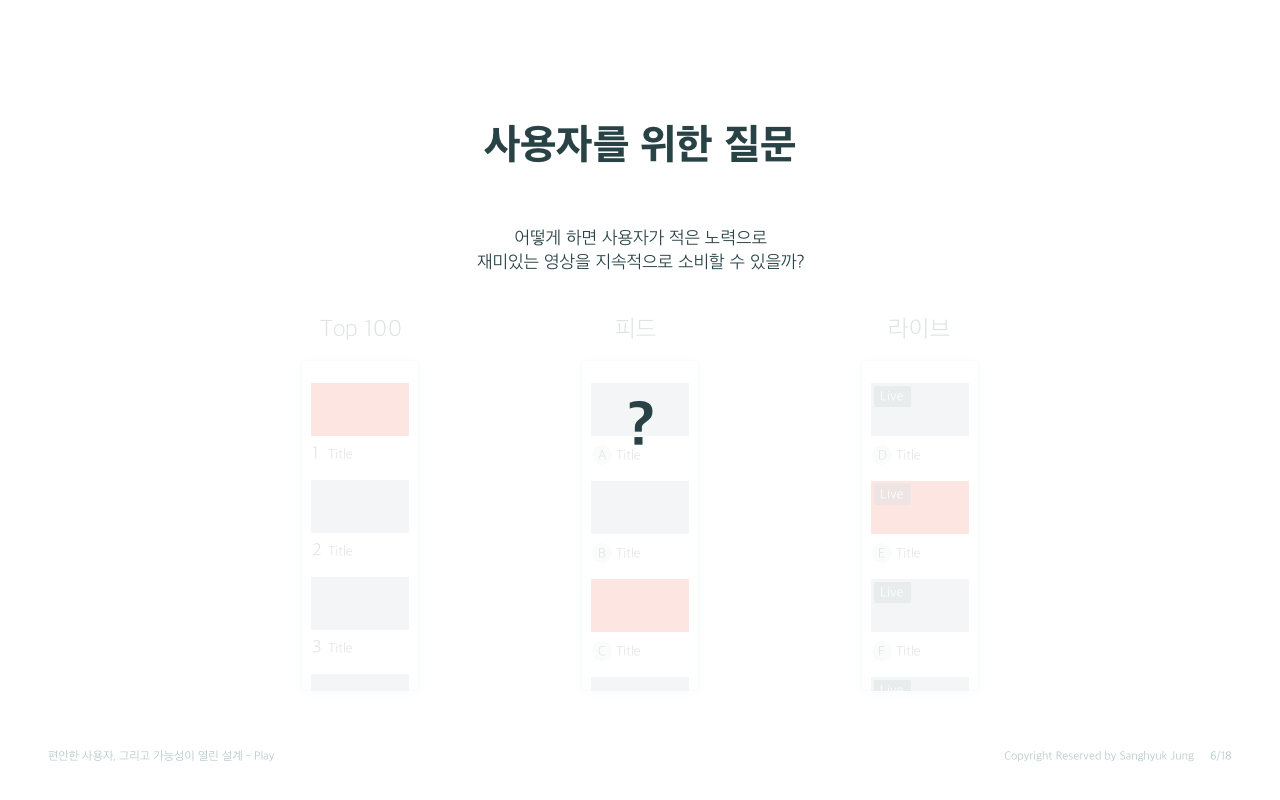 사용자를 위한 질문
어떻게 하면 사용자가 적은 노력으로
재미있는 영상을 지속적으로 소비할 수 있을까?
Top 100
1 Title
2 Title
3 Title
피드
?
A Title
B Title
C Title
라이브
Live
D Title
Live
E Title
Live
F Title
Live
편안한 사용자, 그리고 가능성이 열린 설계 - Play
Copyright Reserved by Sanghyuk Jung 6/18